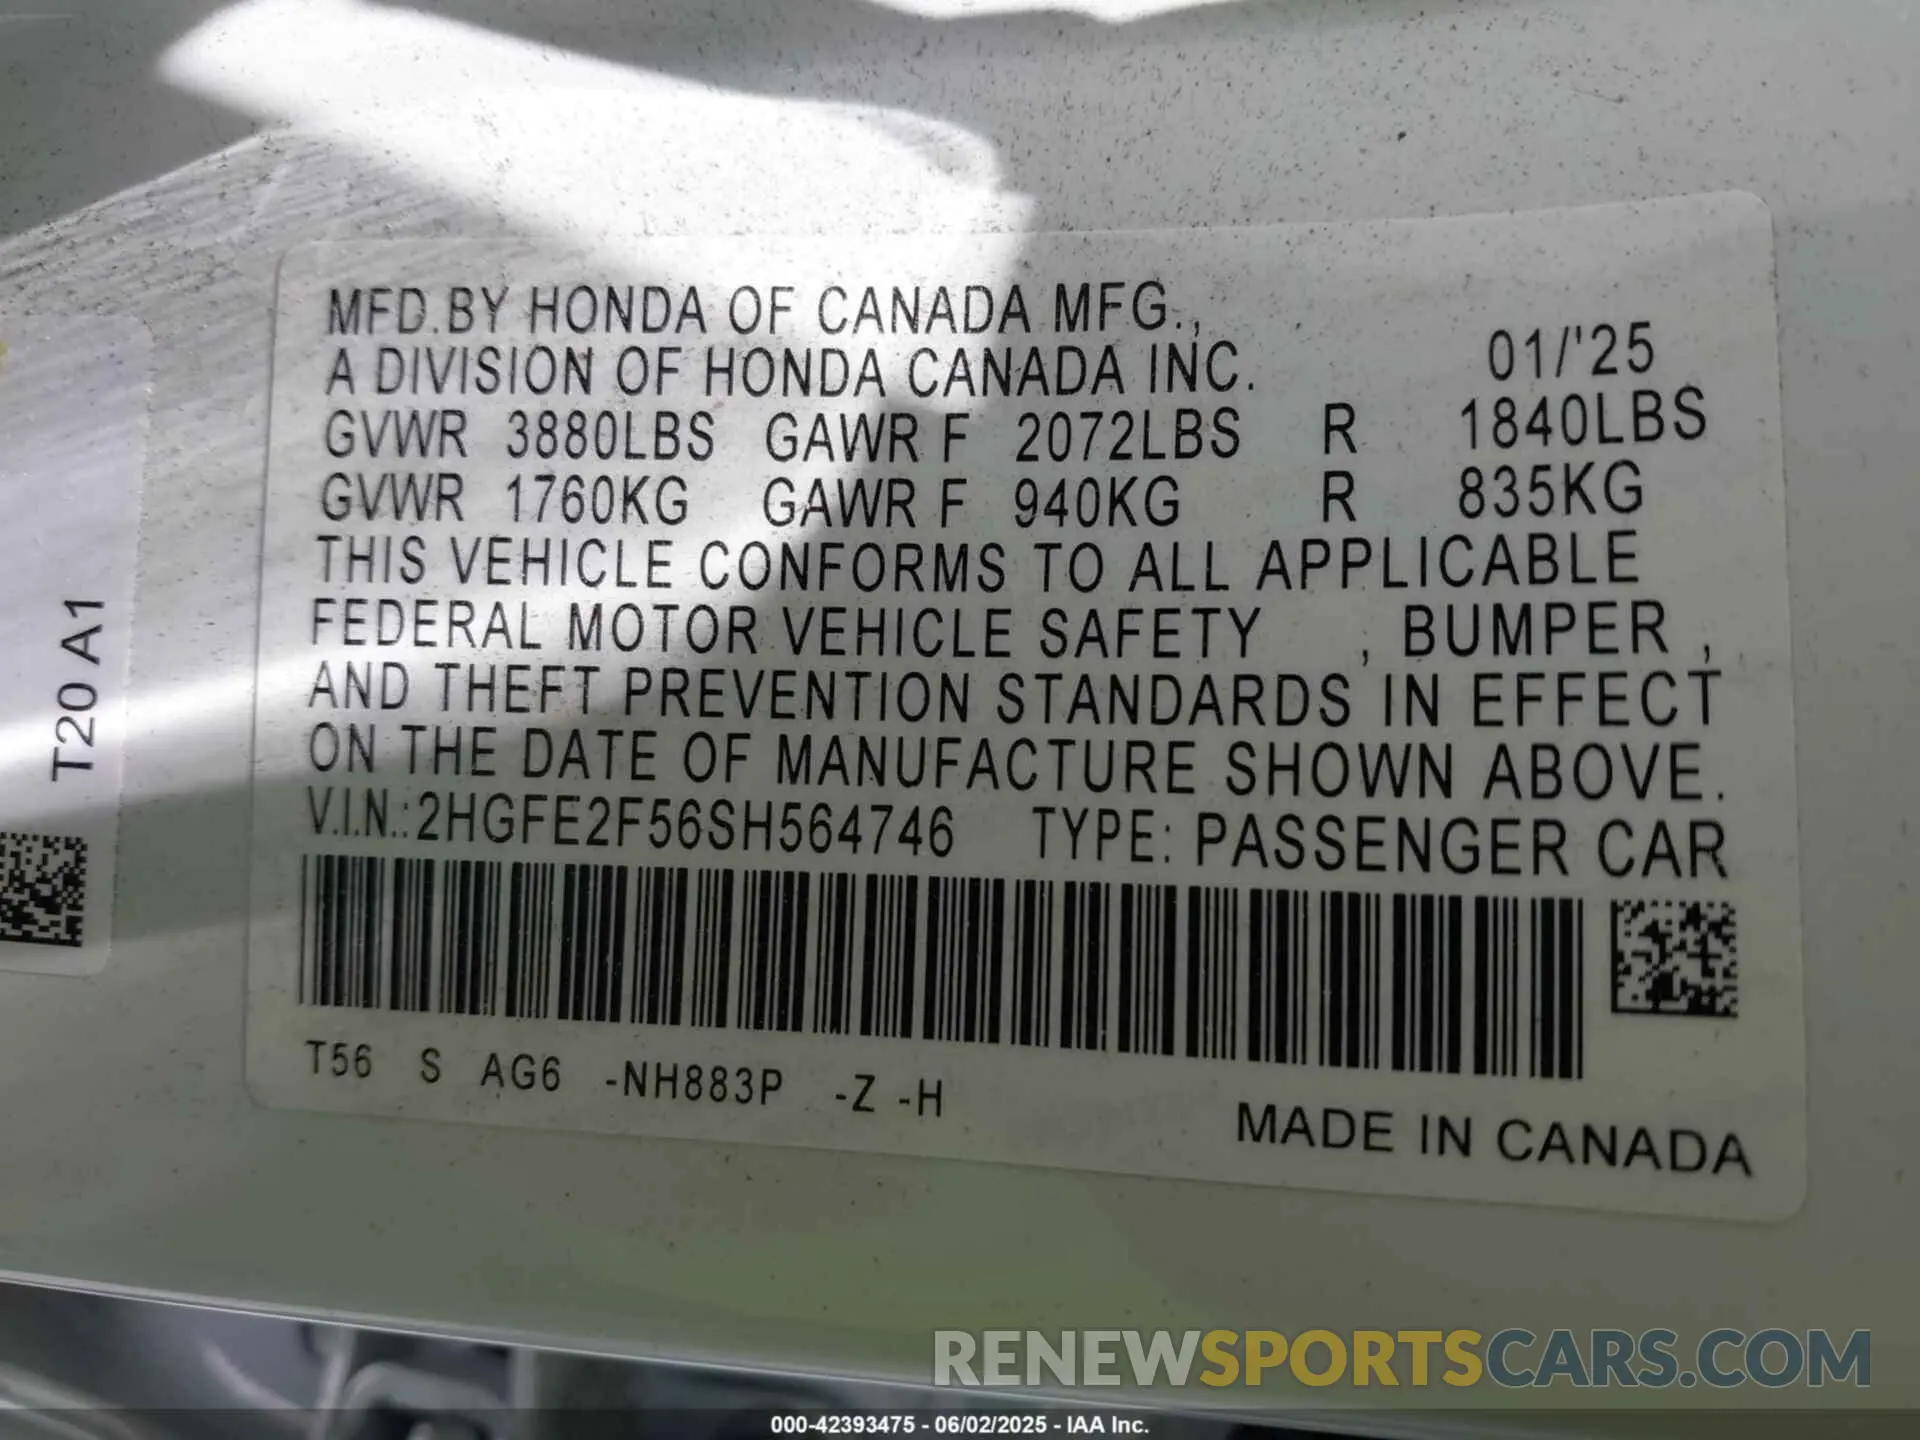 MFD.BY HONDA OF CANADA MFG.,
A DIVISION OF HONDA CANADA INC. 01/'25
GVWR 3880LBS GAWR F 2072LBS R 1840LBS
GVWR 1760KG GAWR F 940KG R 835KG
THIS VEHICLE CONFORMS TO ALL APPLICABLE
FEDERAL MOTOR VEHICLE SAFETY , BUMPER ,
AND THEFT PREVENTION STANDARDS IN EFFECT
ON THE DATE OF MANUFACTURE SHOWN ABOVE.
V.I.N.:2HGFE2F56SH564746 TYPE: PASSENGER CAR
T56 S AG6 -NH883P -Z -H
MADE IN CANADA
T20 A1
RENEWSPORTSCARS.COM
000-42393475 - 06/02/2025 - IAA Inc.